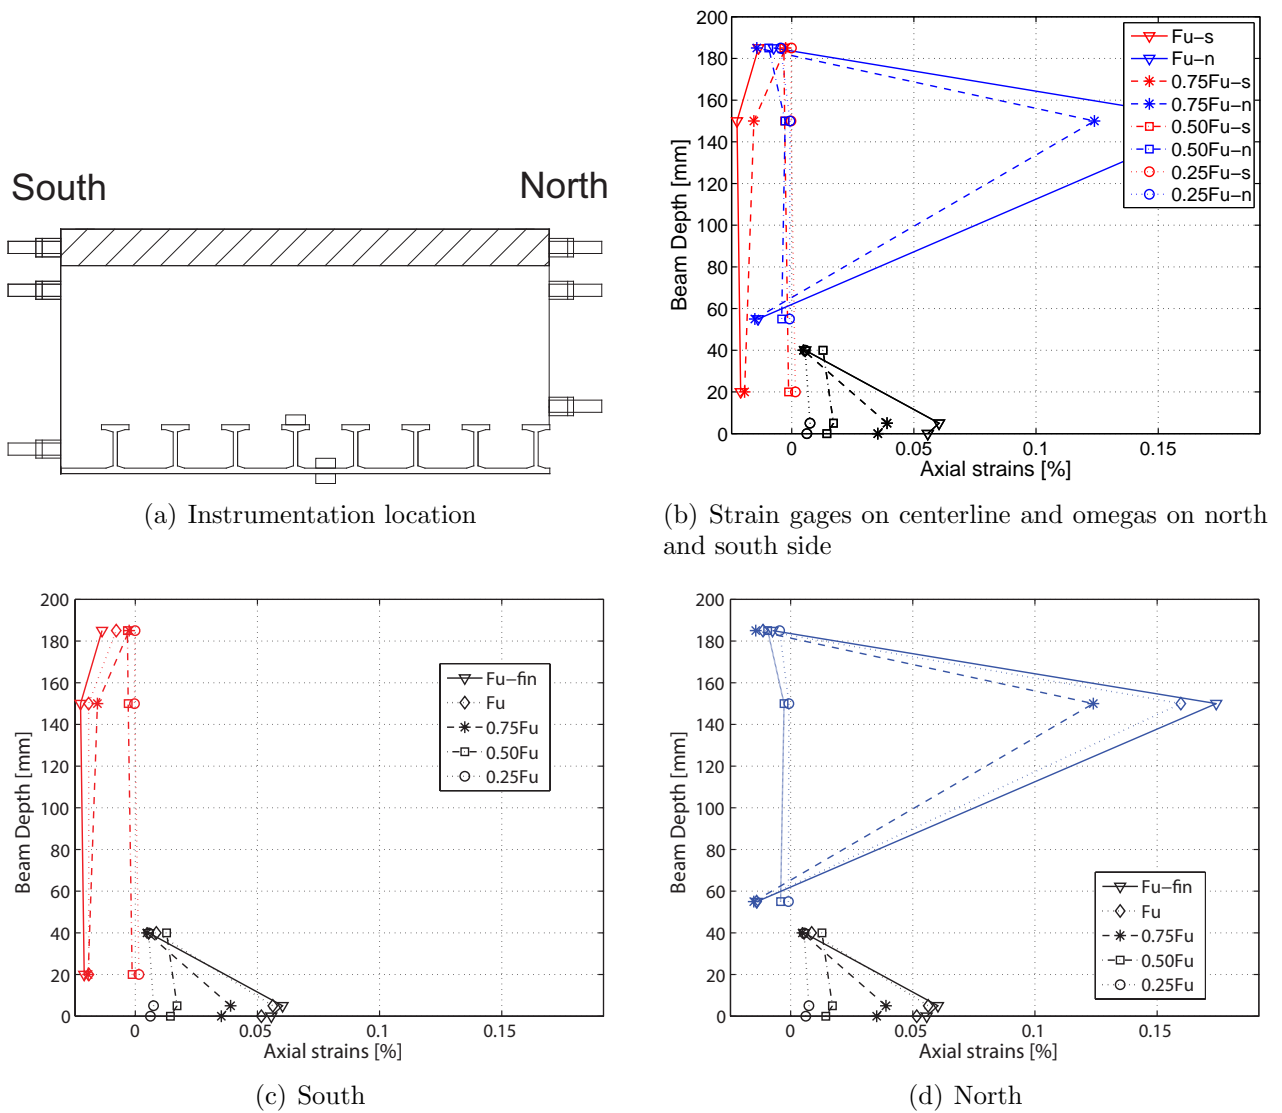 South
North
(a) Instrumentation location
200
180
160
140
120
100
80
60
40
20
0
Beam Depth [mm]
0
0.05
0.1
0.15
Axial strains [%]
Fu-s
Fu-n
0.75Fu-s
0.75Fu-n
0.50Fu-s
0.50Fu-n
0.25Fu-s
0.25Fu-n
(b) Strain gages on centerline and omegas on north
and south side
200
180
160
140
120
100
80
60
40
20
0
Beam Depth [mm]
0
0.05
0.1
0.15
Axial strains [%]
Fu-fin
Fu
0.75Fu
0.50Fu
0.25Fu
(c) South
200
180
160
140
120
100
80
60
40
20
0
Beam Depth [mm]
0
0.05
0.1
0.15
Axial strains [%]
Fu-fin
Fu
0.75Fu
0.50Fu
0.25Fu
(d) North